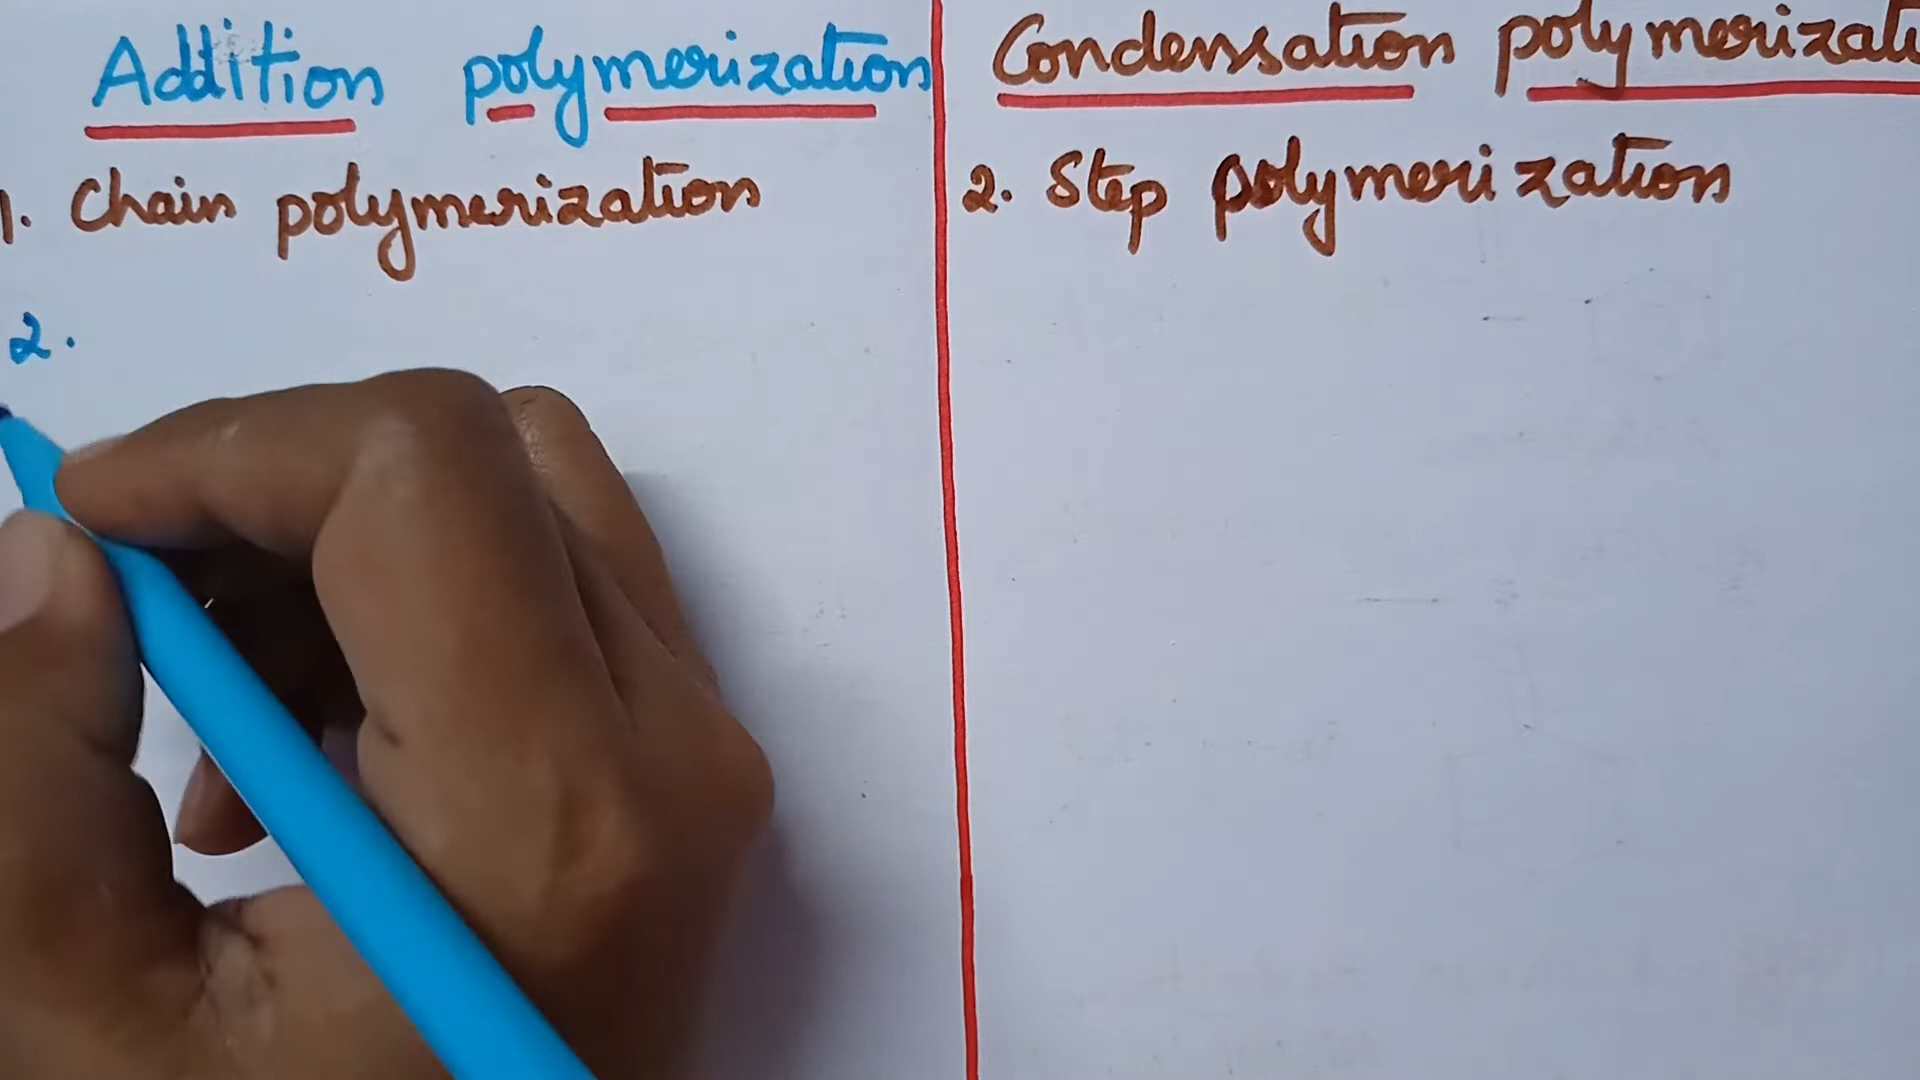 Addition polymerization
1. Chain polymerization
2.
Condensation polymerizati
2. Step polymerization